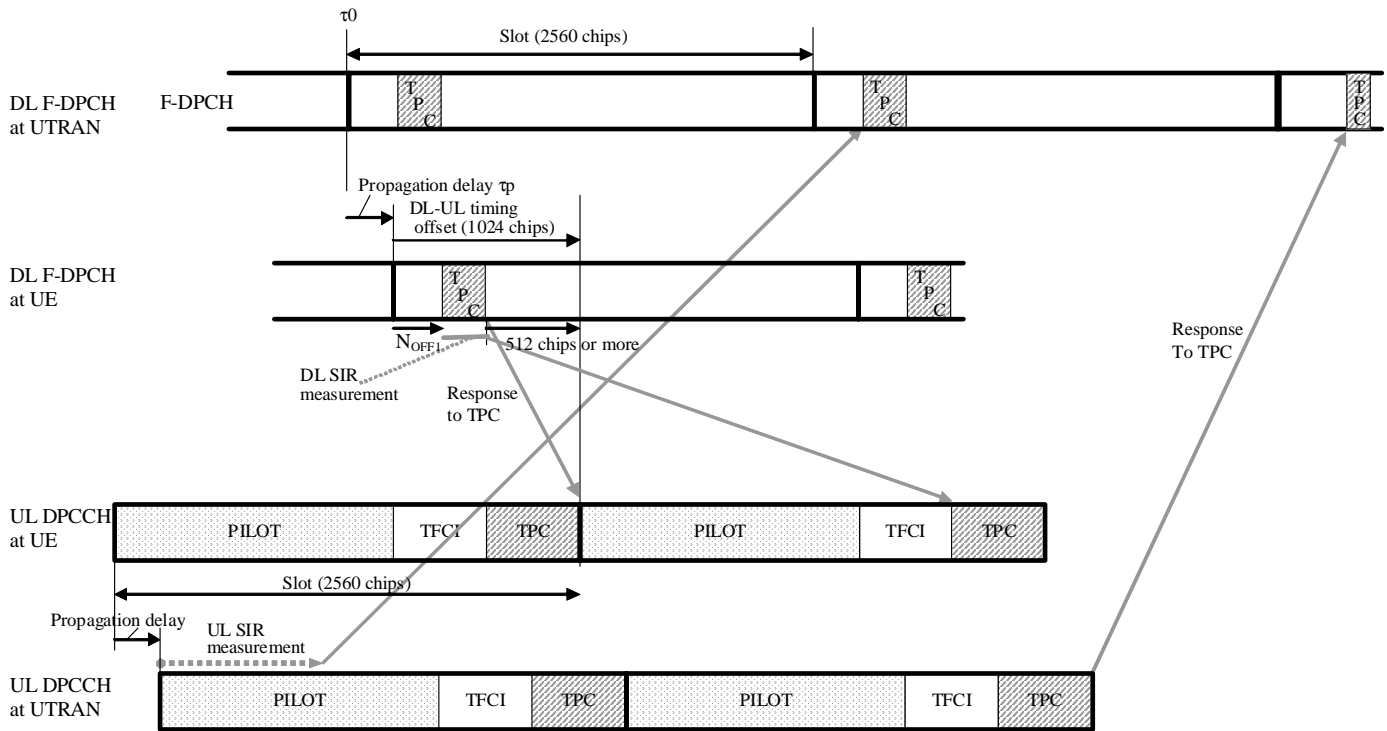 τ0
Slot (2560 chips)
DL F-DPCH
at UTRAN
F-DPCH
T
P
C
T
P
C
T
P
C
Propagation delay τp
DL-UL timing
offset (1024 chips)
DL F-DPCH
at UE
T
P
C
T
P
C
N_OFF1
512 chips or more
DL SIR
measurement
Response
to TPC
Response
To TPC
UL DPCCH
at UE
PILOT TFCI TPC PILOT TFCI TPC
Slot (2560 chips)
Propagation delay
UL SIR
measurement
UL DPCCH
at UTRAN
PILOT TFCI TPC PILOT TFCI TPC